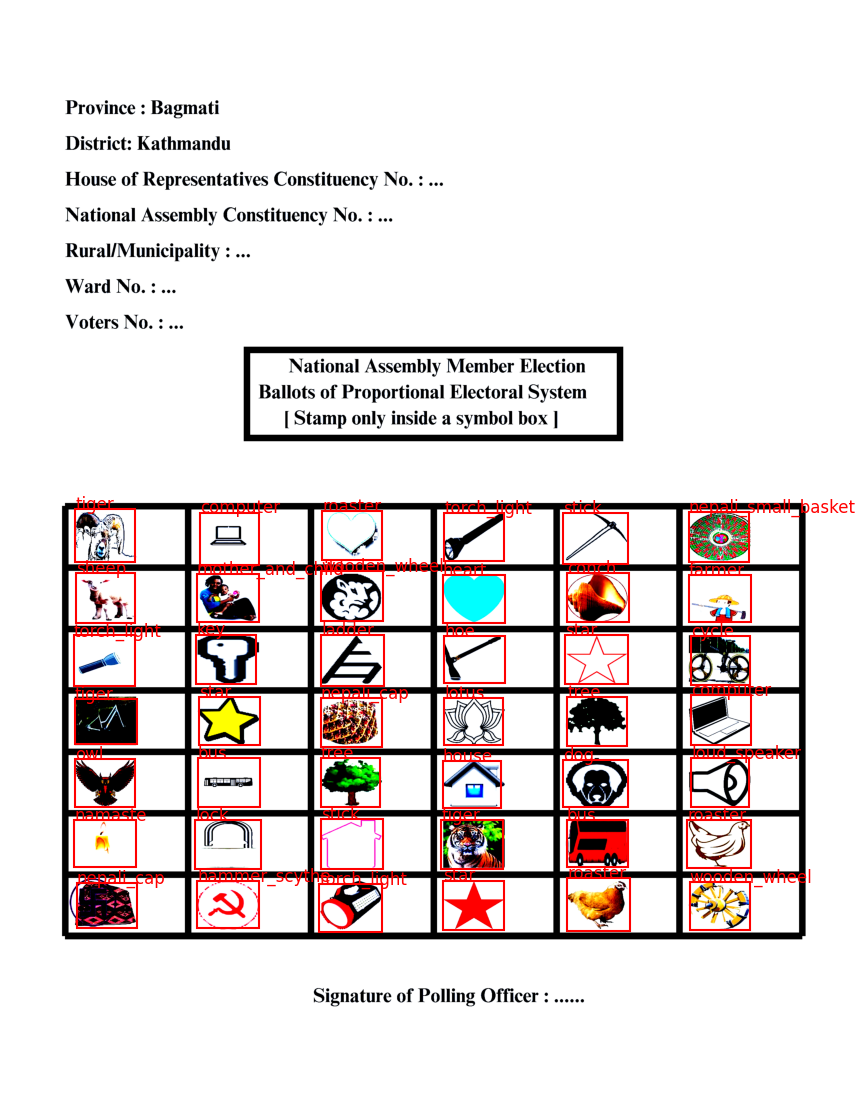 Province : Bagmati
District: Kathmandu
House of Representatives Constituency No. : ...
National Assembly Constituency No. : ...
Rural/Municipality : ...
Ward No. : ...
Voters No. : ...
National Assembly Member Election
Ballots of Proportional Electoral System
[ Stamp only inside a symbol box ]
tiger computer roaster torch_light stick nepali_small_basket
sheep mother_and_child wooden_wheel heart conch farmer
torch_light key ladder hoe star cycle
tiger star nepali_cap lotus tree computer
owl bus tree house dog loud_speaker
namaste lock stick tiger bus roaster
nepali_cap hammer_scythe torch_light star roaster wooden_wheel
Signature of Polling Officer : ......